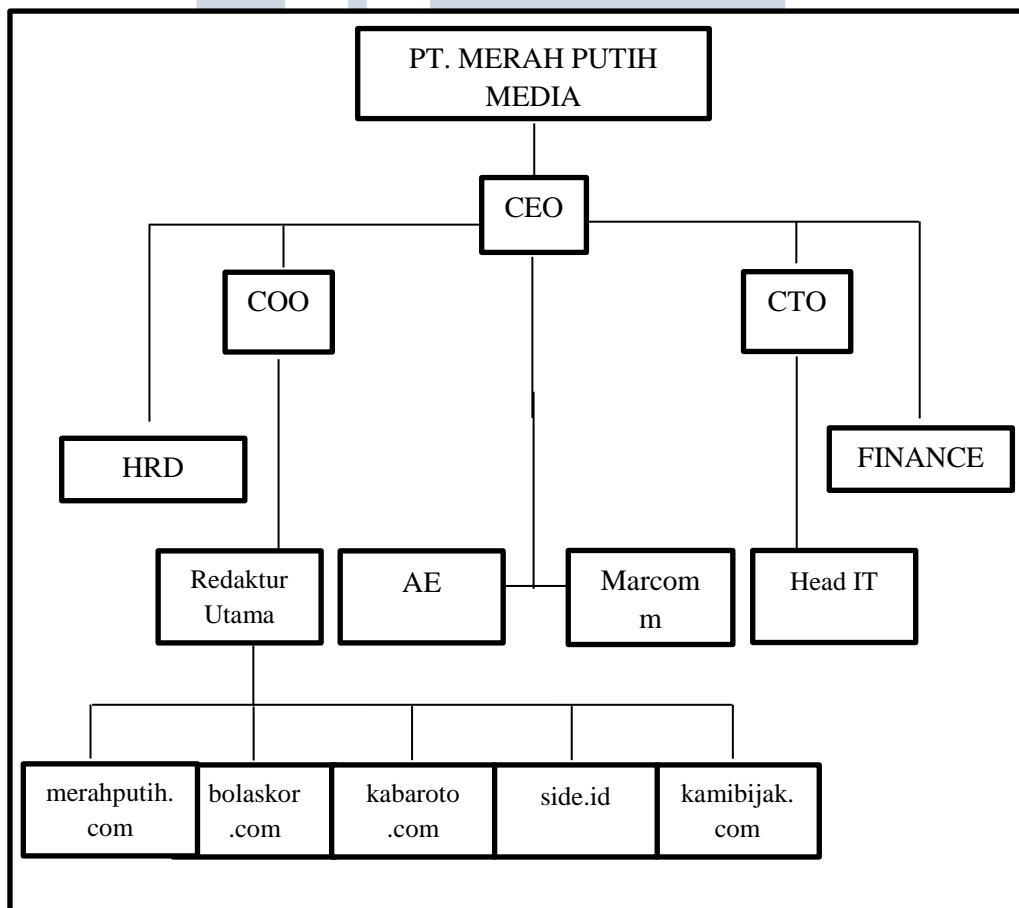 PT. MERAH PUTIH
MEDIA
CEO
COO
CTO
HRD
FINANCE
Redaktur
Utama
AE
Marcom
m
Head IT
merahputih.
com
bolaskor
.com
kabaroto
.com
side.id
kamibijak.
com